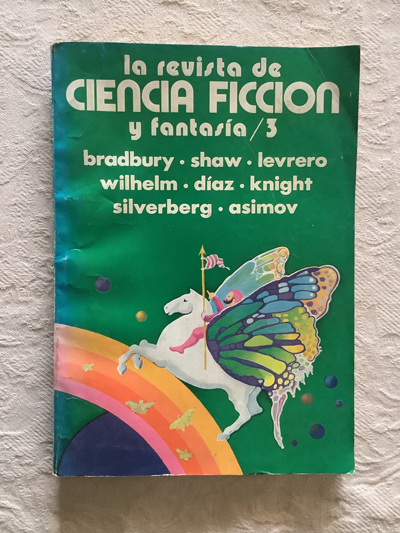 la revista de
CIENCIA FICCION
y fantasía/3
bradbury · shaw · levrero
wilhelm · díaz · knight
silverberg · asimov